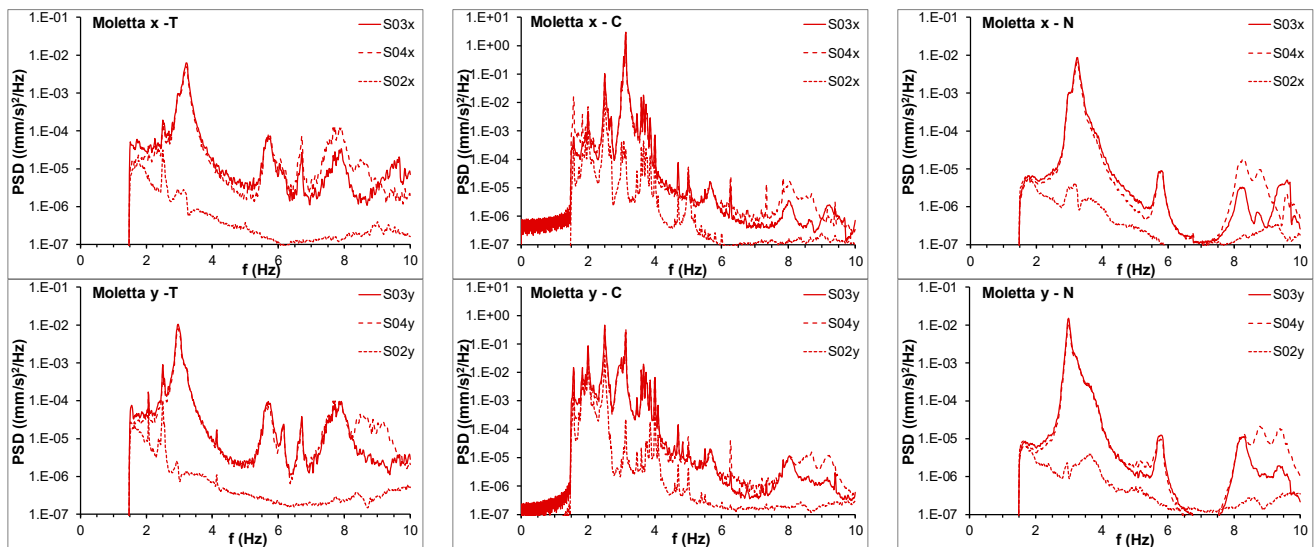 Moletta x -T
S03x
S04x
S02x
PSD ((mm/s)²/Hz)
1.E-01
1.E-02
1.E-03
1.E-04
1.E-05
1.E-06
1.E-07
0 2 4 6 8 10
f (Hz)
Moletta x - C
S03x
S04x
S02x
PSD ((mm/s)²/Hz)
1.E+01
1.E+00
1.E-01
1.E-02
1.E-03
1.E-04
1.E-05
1.E-06
1.E-07
0 2 4 6 8 10
f (Hz)
Moletta x - N
S03x
S04x
S02x
PSD ((mm/s)²/Hz)
1.E-01
1.E-02
1.E-03
1.E-04
1.E-05
1.E-06
1.E-07
0 2 4 6 8 10
f (Hz)
Moletta y -T
S03y
S04y
S02y
PSD ((mm/s)²/Hz)
1.E-01
1.E-02
1.E-03
1.E-04
1.E-05
1.E-06
1.E-07
0 2 4 6 8 10
f (Hz)
Moletta y - C
S03y
S04y
S02y
PSD ((mm/s)²/Hz)
1.E+01
1.E+00
1.E-01
1.E-02
1.E-03
1.E-04
1.E-05
1.E-06
1.E-07
0 2 4 6 8 10
f (Hz)
Moletta y - N
S03y
S04y
S02y
PSD ((mm/s)²/Hz)
1.E-01
1.E-02
1.E-03
1.E-04
1.E-05
1.E-06
1.E-07
0 2 4 6 8 10
f (Hz)